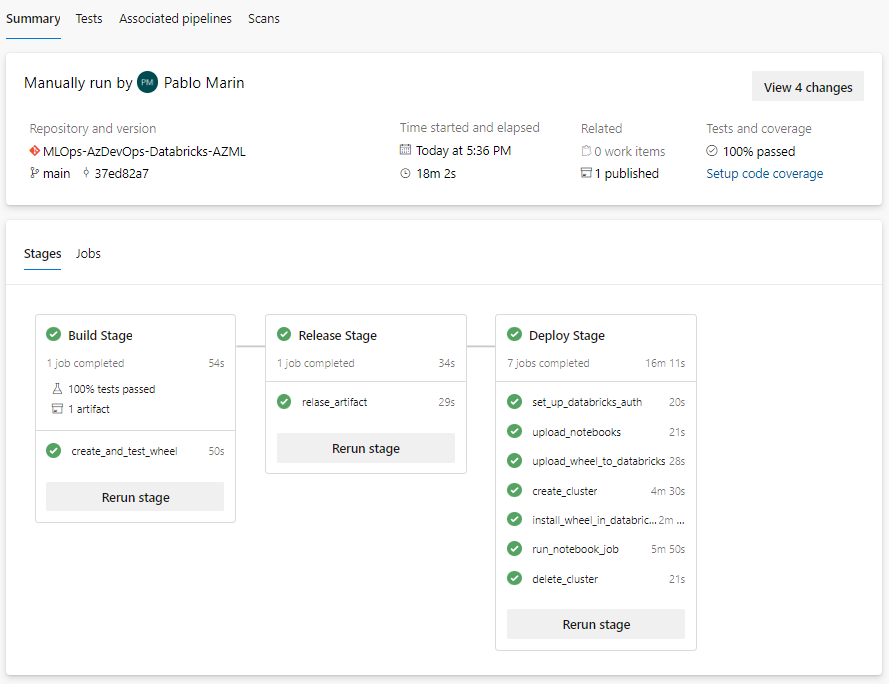 Summary Tests Associated pipelines Scans
Manually run by PM Pablo Marin
View 4 changes
Repository and version
MLOps-AzDevOps-Databricks-AZML
main 37ed82a7
Time started and elapsed
Today at 5:36 PM
18m 2s
Related
0 work items
1 published
Tests and coverage
100% passed
Setup code coverage
Stages Jobs
Build Stage
1 job completed 54s
100% tests passed
1 artifact
create_and_test_wheel 50s
Rerun stage
Release Stage
1 job completed 34s
relase_artifact 29s
Rerun stage
Deploy Stage
7 jobs completed 16m 11s
set_up_databricks_auth 20s
upload_notebooks 21s
upload_wheel_to_databricks 28s
create_cluster 4m 30s
install_wheel_in_databric... 2m ...
run_notebook_job 5m 50s
delete_cluster 21s
Rerun stage